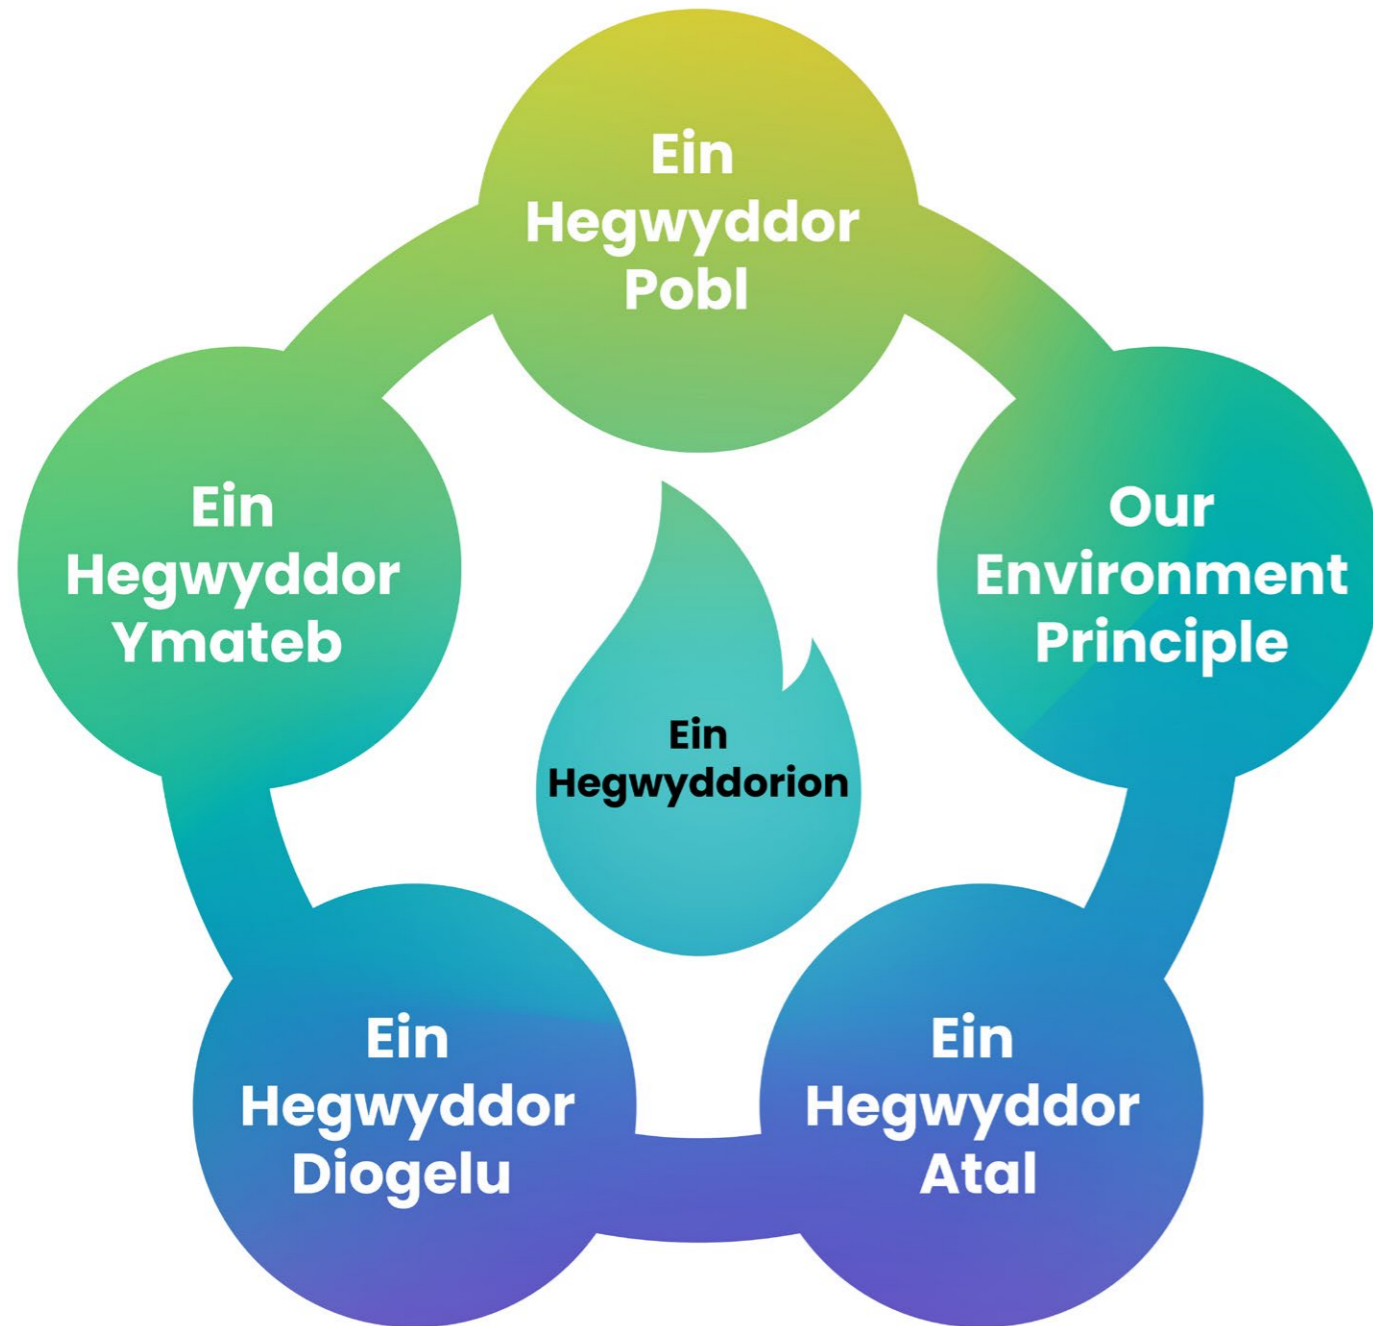 Ein
Hegwyddor
Pobl
Ein
Hegwyddor
Ymateb
Our
Environment
Principle
Ein
Hegwyddorion
Ein
Hegwyddor
Diogelu
Ein
Hegwyddor
Atal